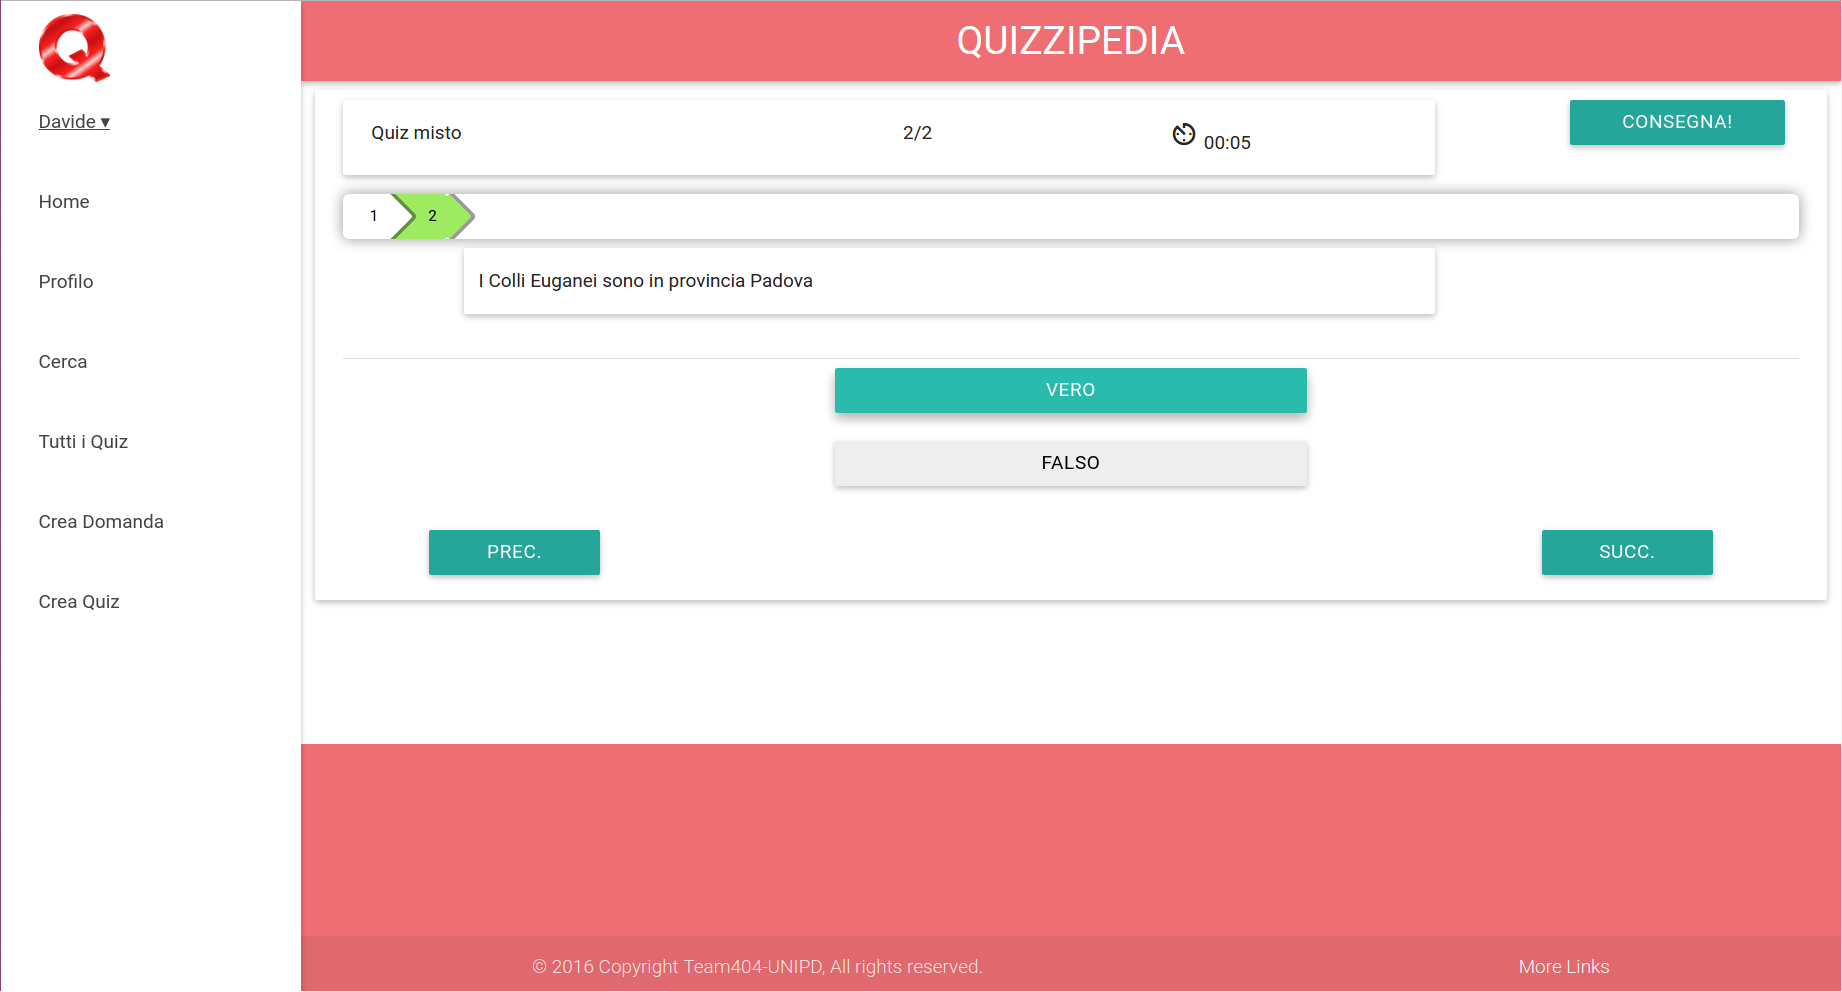 Q
Davide ▾
Home
Profilo
Cerca
Tutti i Quiz
Crea Domanda
Crea Quiz
QUIZZIPEDIA
Quiz misto 2/2 00:05
CONSEGNA!
1 2
I Colli Euganei sono in provincia Padova
VERO
FALSO
PREC. SUCC.
© 2016 Copyright Team404-UNIPD, All rights reserved. More Links